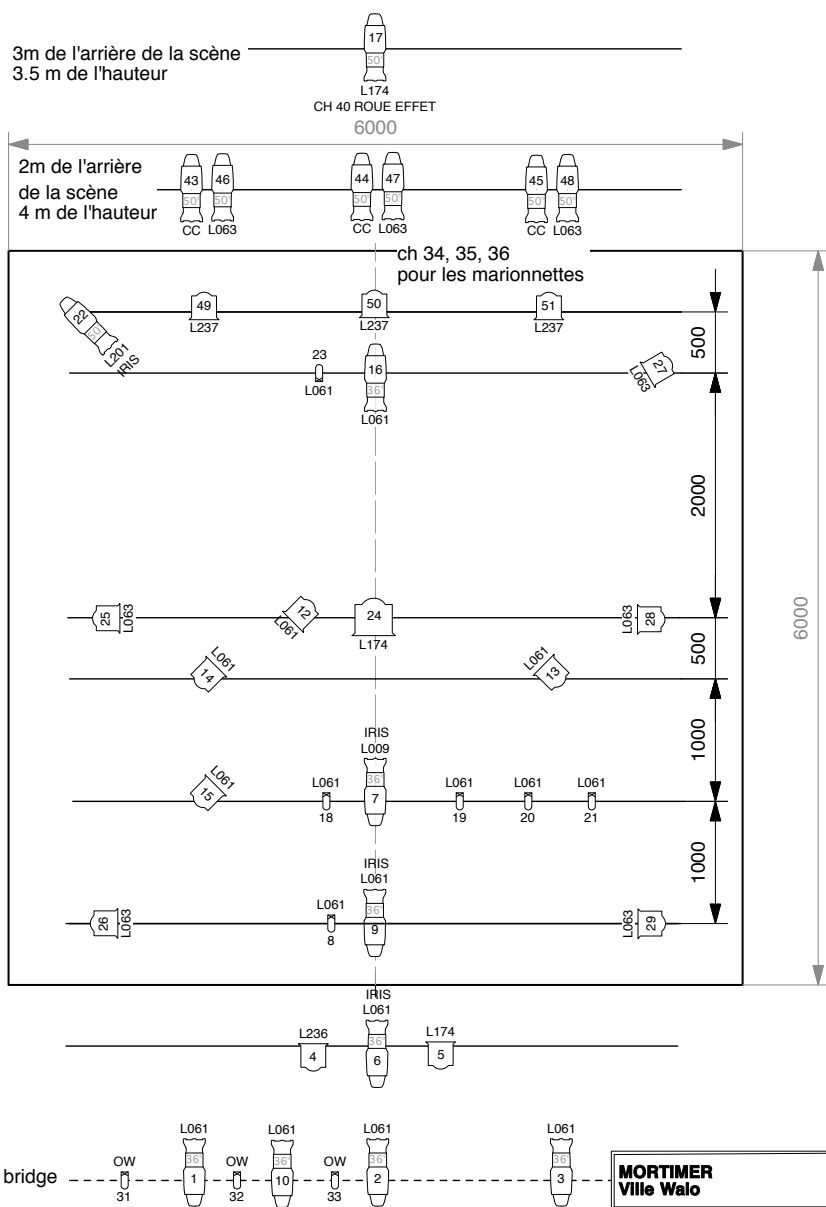 17
3m de l'arrière de la scène
3.5 m de l'hauteur
50°
L174
CH 40 ROUE EFFET
6000
2m de l'arrière
de la scène
4 m de l'hauteur
43 46 44 47 45 48
50° 50° 50° 50° 50° 50°
CC L063 CC L063 CC L063
ch 34, 35, 36
pour les marionnettes
49 50 51
L237 L237 L237
22
50°
L201
IRIS
500
23
L061
16
36°
L061
27
L063
2000
6000
25
L063
12
L061
24
L174
L063
28
500
L061
14
L061
13
1000
IRIS
L009
36°
7
L061
15
L061 L061 L061 L061
18 19 20 21
1000
IRIS
L061
36°
9
26
L063
L061
8
L063
29
IRIS
L061
36°
6
L236
4
L174
5
L061 L061 L061 L061
36° 36° 36° 36°
bridge
OW OW OW
1 10 2 3
31 32 33
MORTIMER
Ville Walo